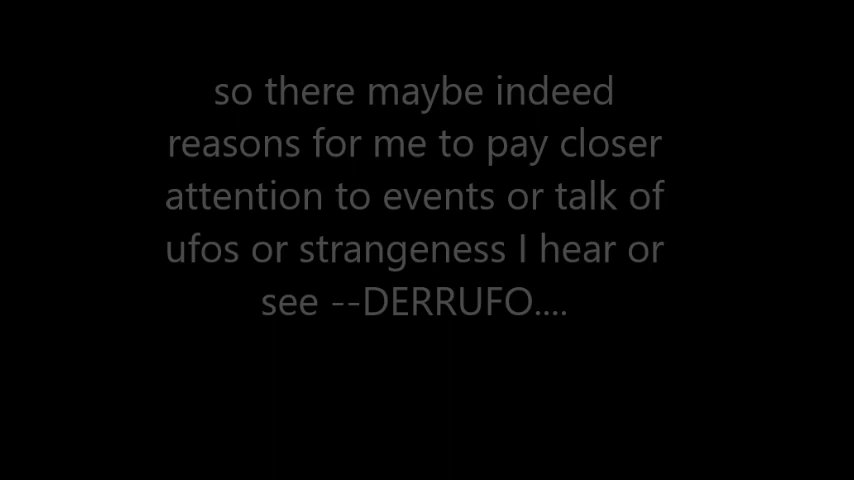 so there maybe indeed
reasons for me to pay closer
attention to events or talk of
ufos or strangeness I hear or
see --DERRUFO....